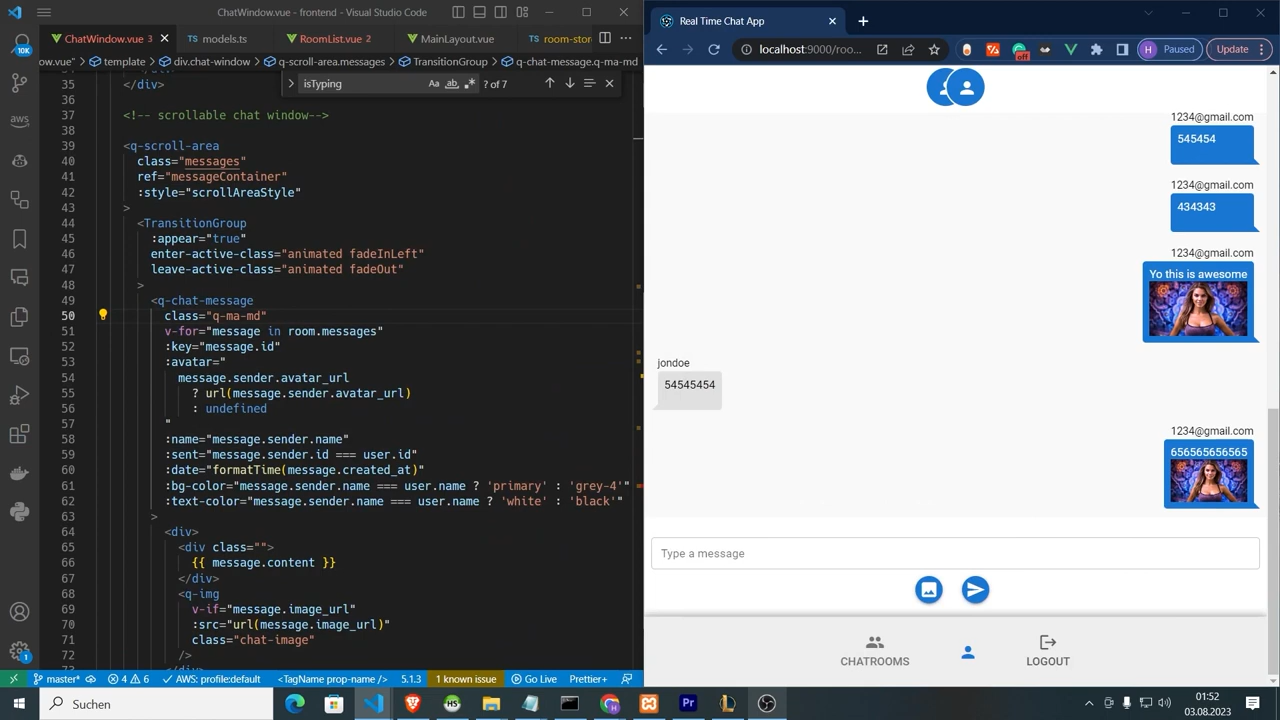 ChatWindow.vue - frontend - Visual Studio Code
ChatWindow.vue 3
models.ts
RoomList.vue 2
MainLayout.vue
room-stor
ow.vue > template > div.chat-window > q-scroll-area.messages > TransitionGroup > q-chat-message.q-ma-md
isTyping
Aa
ab
.*
? of 7
10K
aws
35 </div>
36
37 <!-- scrollable chat window-->
38
39 <q-scroll-area
40 class="messages"
41 ref="messageContainer"
42 :style="scrollAreaStyle"
43 >
44 <TransitionGroup
45 :appear="true"
46 enter-active-class="animated fadeInLeft"
47 leave-active-class="animated fadeOut"
48 >
49 <q-chat-message
50 class="q-ma-md"
51 v-for="message in room.messages"
52 :key="message.id"
53 :avatar="
54 message.sender.avatar_url
55 ? url(message.sender.avatar_url)
56 : undefined
57 "
58 :name="message.sender.name"
59 :sent="message.sender.id === user.id"
60 :date="formatTime(message.created_at)"
61 :bg-color="message.sender.name === user.name ? 'primary' : 'grey-4'"
62 :text-color="message.sender.name === user.name ? 'white' : 'black'"
63 >
64 <div>
65 <div class="">
66 {{ message.content }}
67 </div>
68 <q-img
69 v-if="message.image_url"
70 :src="url(message.image_url)"
71 class="chat-image"
72 />
1
master*
4 6
AWS: profile:default
<TagName prop-name />
5.1.3
1 known issue
Go Live
Prettier+
Real Time Chat App
localhost:9000/roo...
off
H Paused
Update
1234@gmail.com
545454
1234@gmail.com
434343
1234@gmail.com
Yo this is awesome
jondoe
54545454
1234@gmail.com
656565656565
Type a message
CHATROOMS
LOGOUT
Suchen
HS
Pr
01:52
03.08.2023